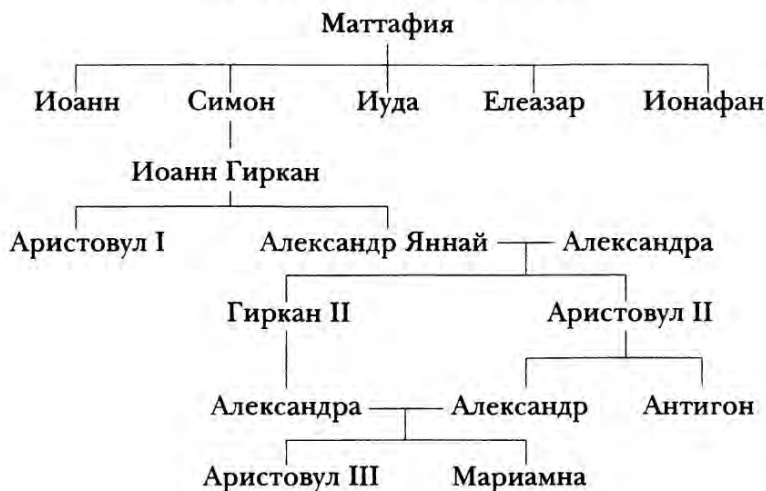 Маттафия
Иоанн Симон Иуда Елеазар Ионафан
Иоанн Гиркан
Аристовул I Александр Яннай Александра
Гиркан II Аристовул II
Александра Александр Антигон
Аристовул III Мариамна